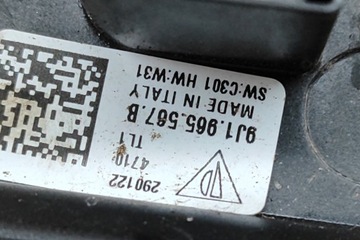 290122
4710
TL1
9J1.965.567.B
MADE IN ITALY
SW:C301 HW:W31